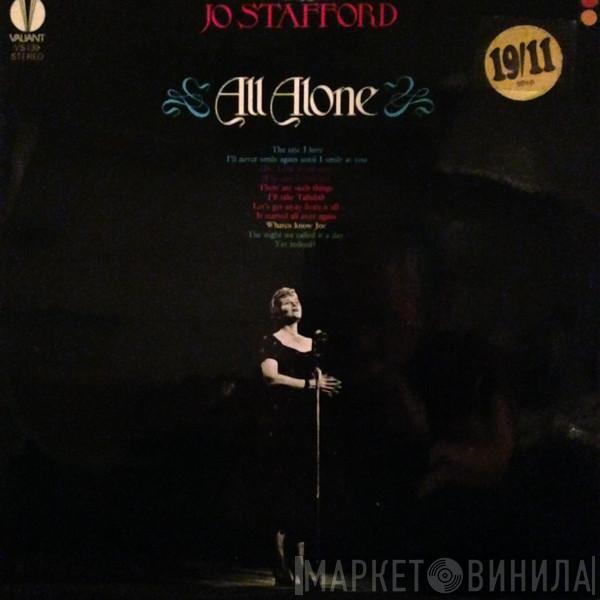 JO STAFFORD
VALIANT
VS 139
STEREO
19/11
All Alone
The one I love
I'll never smile again until I smile at you
There are such things
I'll take Tallulah
Let's get away from it all
It started all over again
Whatcs know Joe
The night we called it a day
Yes indeed!
МАРКЕТ ВИНИЛА